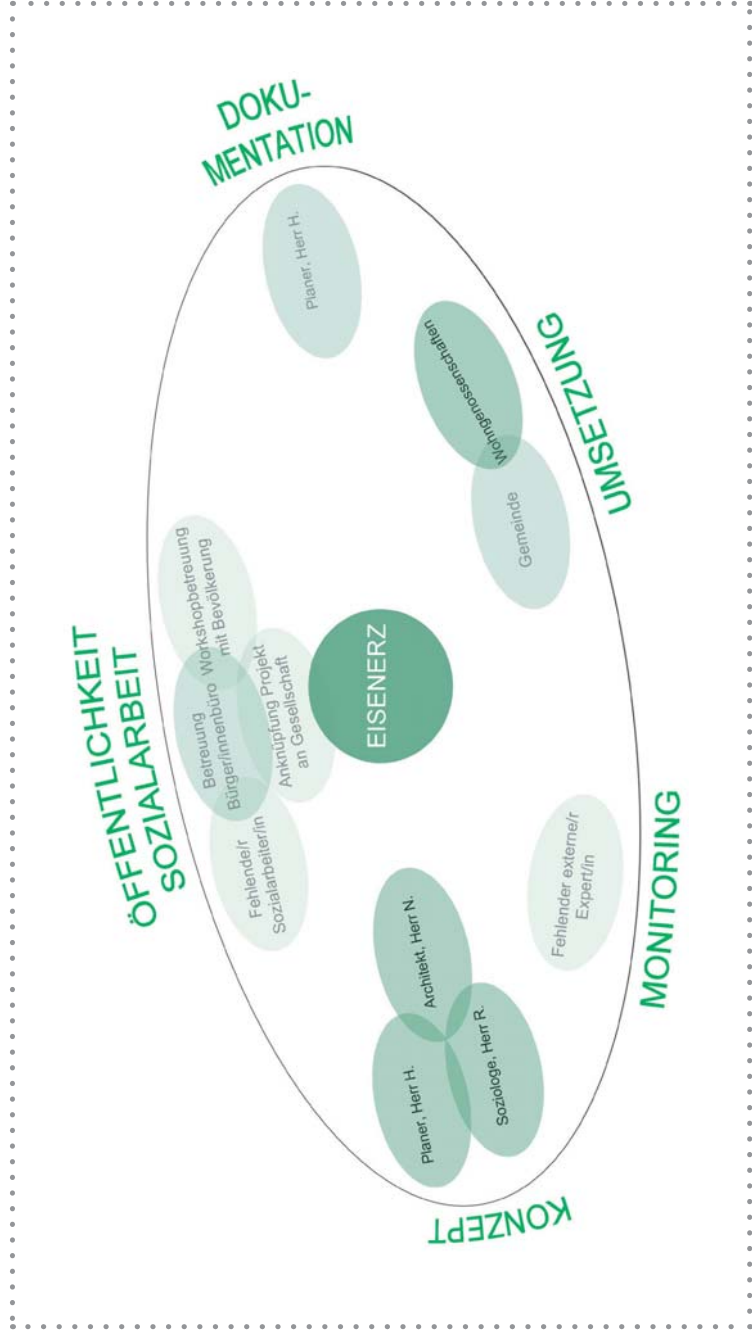 ÖFFENTLICHKEIT
SOZIALARBEIT
DOKU-
MENTATION
Fehlende/r
Sozialarbeiter/in
Betreuung
Bürger/innenbüro
Workshopbetreuung
mit Bevölkerung
Anknüpfung Projekt
an Gesellschaft
Planer, Herr H.
KONZEPT
Planer, Herr H.
Architekt, Herr N.
Soziologe, Herr R.
EISENERZ
Gemeinde
Wohngenossenschaften
UMSETZUNG
Fehlender externe/r
Expert/in
MONITORING